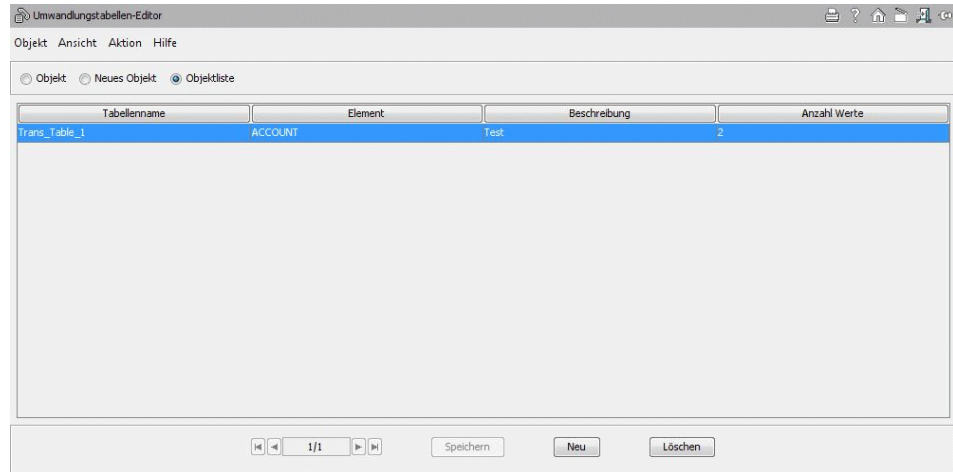 Umwandlungstabellen-Editor
Objekt Ansicht Aktion Hilfe
Objekt Neues Objekt Objektliste
Tabellenname Element Beschreibung Anzahl Werte
Trans_Table_1 ACCOUNT Test 2
1/1 Speichern Neu Löschen